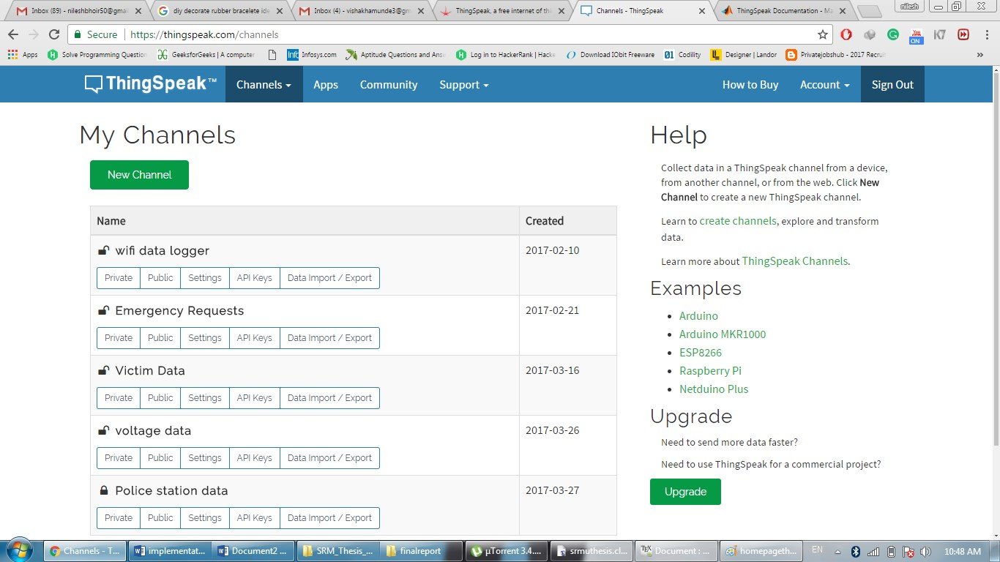 Inbox (89) - nileshbhoir50@gmai
diy decorate rubber bracelete ide
Inbox (4) - vishakhamunde3@gm
ThingSpeak, a free internet of thi
Channels - ThingSpeak
ThingSpeak Documentation - Ma
nilesh
Secure
https://thingspeak.com/channels
You
ON
K7
Apps
Solve Programming Question
GeeksforGeeks | A computer
Infosys.com
Aptitude Questions and Ans
Log in to HackerRank | Hacke
Download IObit Freeware
Codility
Designer | Landor
Privatejobshub - 2017 Recrui
»
ThingSpeak™
Channels
Apps
Community
Support
How to Buy
Account
Sign Out
My Channels
New Channel
Name Created
wifi data logger 2017-02-10
Private Public Settings API Keys Data Import / Export
Emergency Requests 2017-02-21
Private Public Settings API Keys Data Import / Export
Victim Data 2017-03-16
Private Public Settings API Keys Data Import / Export
voltage data 2017-03-26
Private Public Settings API Keys Data Import / Export
Police station data 2017-03-27
Private Public Settings API Keys Data Import / Export
Help
Collect data in a ThingSpeak channel from a device,
from another channel, or from the web. Click New
Channel to create a new ThingSpeak channel.
Learn to create channels, explore and transform
data.
Learn more about ThingSpeak Channels.
Examples
Arduino
Arduino MKR1000
ESP8266
Raspberry Pi
Netduino Plus
Upgrade
Need to send more data faster?
Need to use ThingSpeak for a commercial project?
Upgrade
Channels - T...
implementat...
Document2 ...
SRM_Thesis_...
finalreport
µTorrent 3.4....
srmuthesis.cl...
Document : ...
homepageth...
EN
10:48 AM